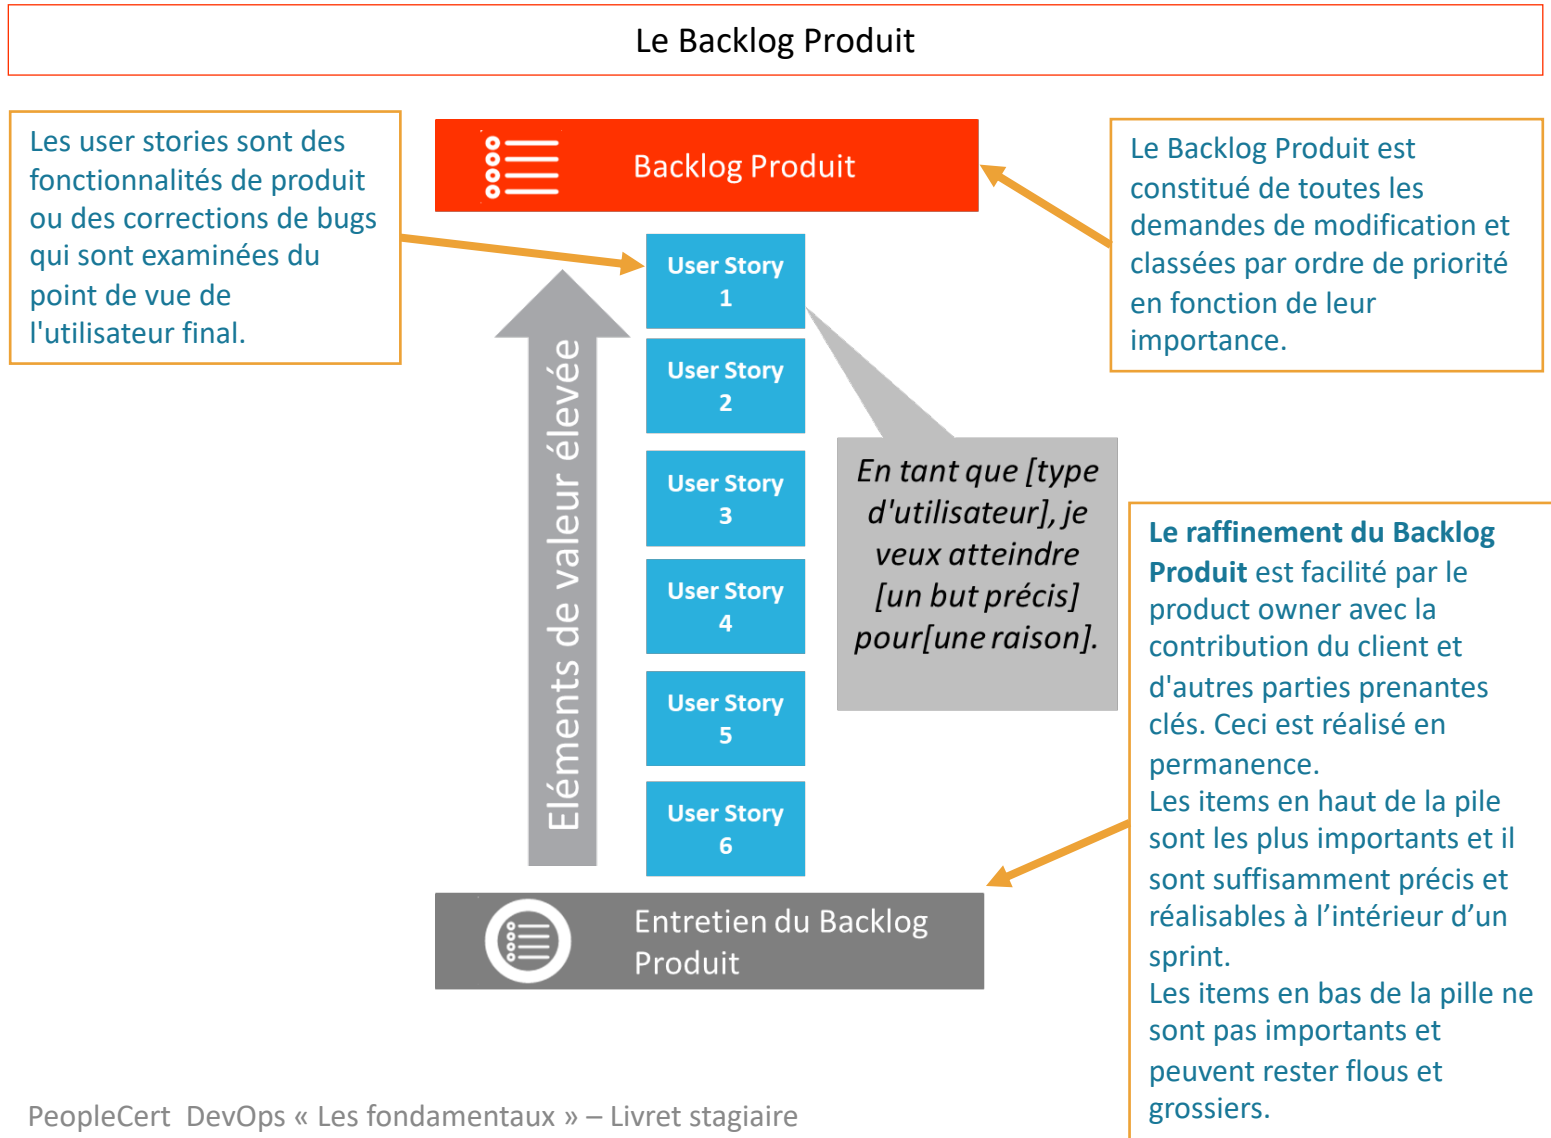 Le Backlog Produit
Les user stories sont des
fonctionnalités de produit
ou des corrections de bugs
qui sont examinées du
point de vue de
l'utilisateur final.
Backlog Produit
Le Backlog Produit est
constitué de toutes les
demandes de modification et
classées par ordre de priorité
en fonction de leur
importance.
Eléments de valeur élevée
User Story
1
User Story
2
User Story
3
User Story
4
User Story
5
User Story
6
En tant que [type
d'utilisateur], je
veux atteindre
[un but précis]
pour[une raison].
Le raffinement du Backlog
Produit est facilité par le
product owner avec la
contribution du client et
d'autres parties prenantes
clés. Ceci est réalisé en
permanence.
Les items en haut de la pile
sont les plus importants et il
sont suffisamment précis et
réalisables à l’intérieur d’un
sprint.
Les items en bas de la pille ne
sont pas importants et
peuvent rester flous et
grossiers.
Entretien du Backlog
Produit
PeopleCert  DevOps « Les fondamentaux » – Livret stagiaire